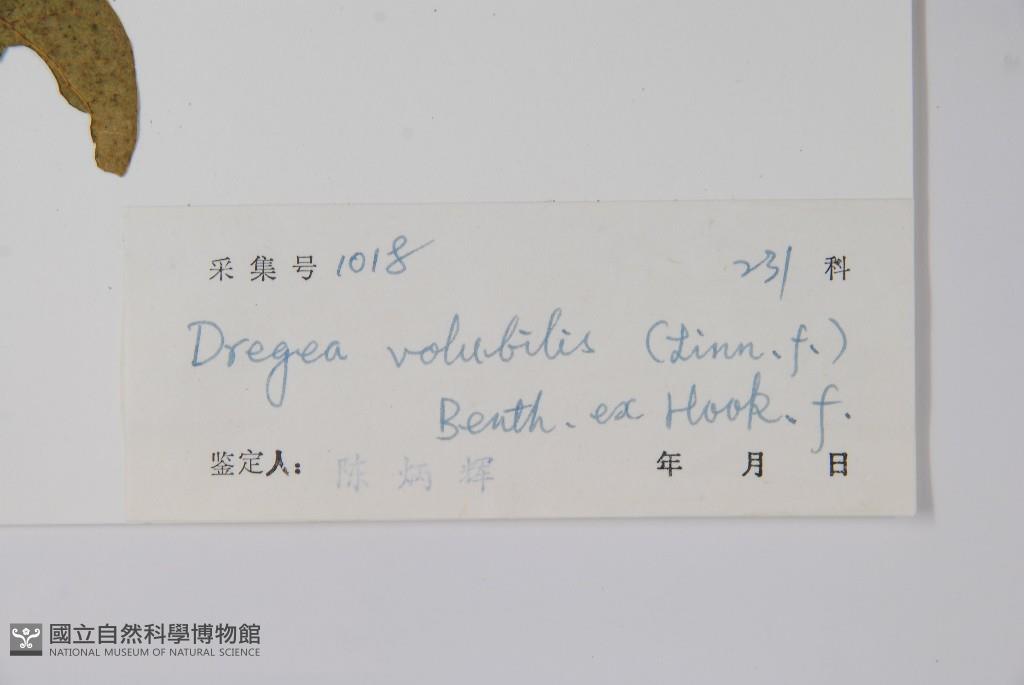 采集号 1018 231 科
Dregea volubilis (Linn.f.)
Benth. ex Hook.f.
鉴定人: 陈炳辉 年 月 日
國立自然科學博物館
NATIONAL MUSEUM OF NATURAL SCIENCE